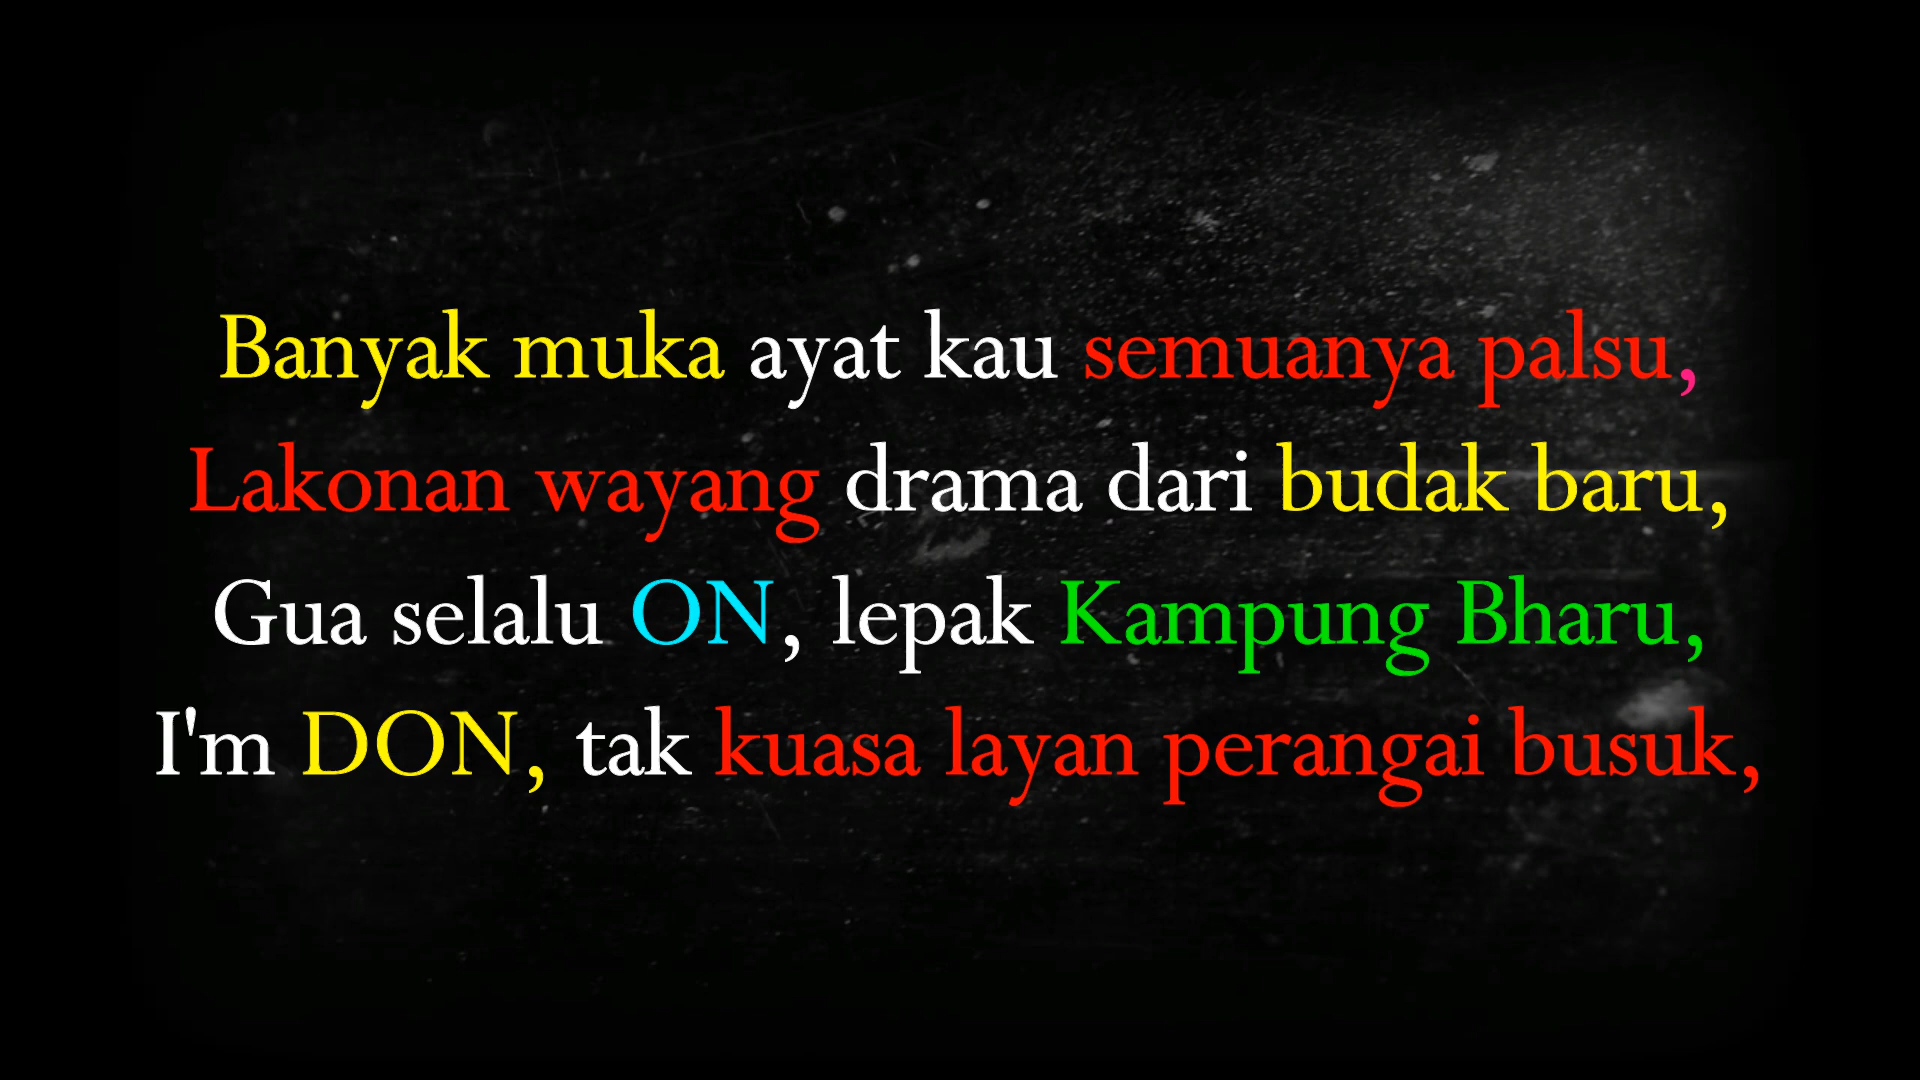 Banyak muka ayat kau semuanya palsu,
Lakonan wayang drama dari budak baru,
Gua selalu ON, lepak Kampung Bharu,
I'm DON, tak kuasa layan perangai busuk,